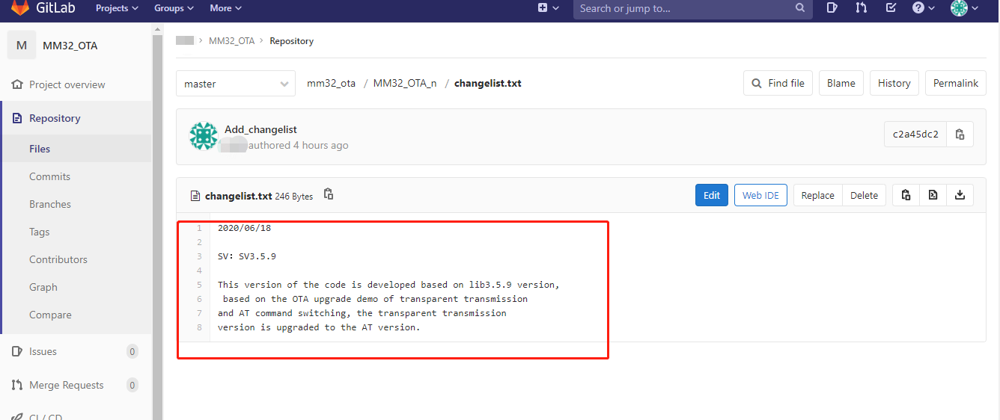 GitLab Projects Groups More Search or jump to...
M MM32_OTA
MM32_OTA > Repository
Project overview
Repository
Files
Commits
Branches
Tags
Contributors
Graph
Compare
Issues 0
Merge Requests 0
CI / CD
master mm32_ota / MM32_OTA_n / changelist.txt Find file Blame History Permalink
Add_changelist
authored 4 hours ago
c2a45dc2
changelist.txt 246 Bytes Edit Web IDE Replace Delete
1 2020/06/18
2
3 SV: SV3.5.9
4
5 This version of the code is developed based on lib3.5.9 version,
6 based on the OTA upgrade demo of transparent transmission
7 and AT command switching, the transparent transmission
8 version is upgraded to the AT version.